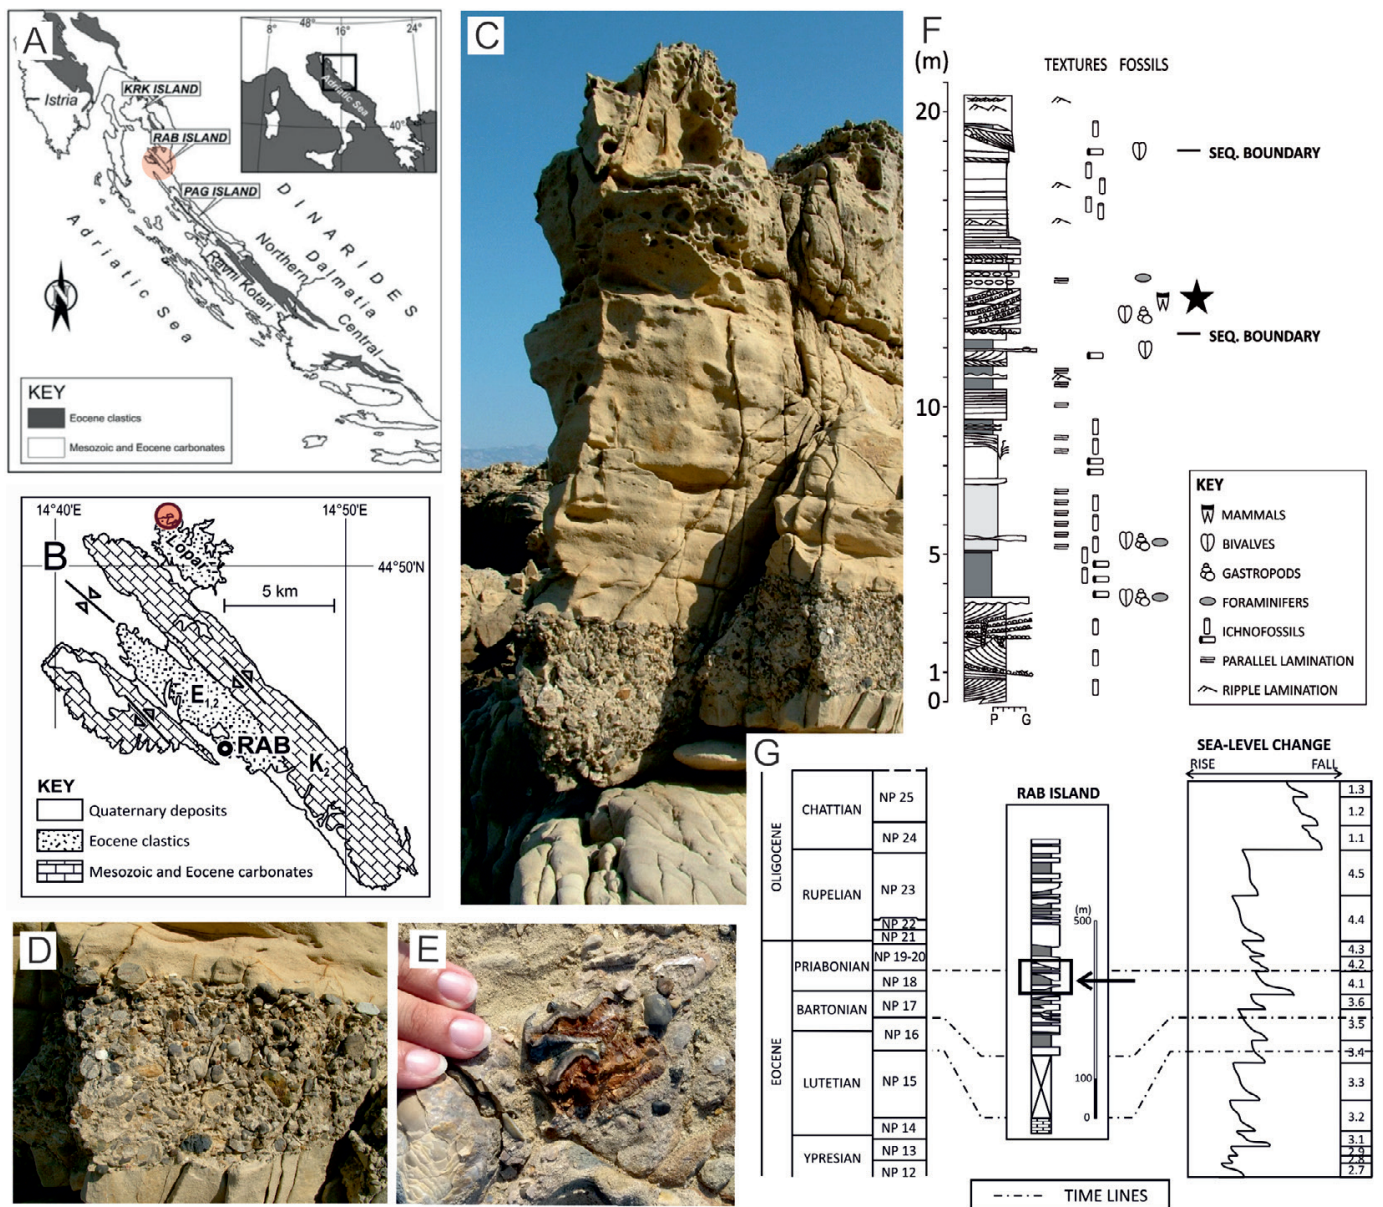 A
48°
8°
16°
24°
40°
Adriatic Sea
Istria
KRK ISLAND
RAB ISLAND
PAG ISLAND
DINARIDES
Northern Dalmatia
Ravni Kotari
Central
Adriatic Sea
N
KEY
Eocene clastics
Mesozoic and Eocene carbonates
B
14°40'E
14°50'E
44°50'N
Lopar
5 km
E1,2
RAB
K2
KEY
Quaternary deposits
Eocene clastics
Mesozoic and Eocene carbonates
C
D
E
F
(m)
TEXTURES FOSSILS
20
SEQ. BOUNDARY
SEQ. BOUNDARY
10
5
1
0
P G
KEY
MAMMALS
BIVALVES
GASTROPODS
FORAMINIFERS
ICHNOFOSSILS
PARALLEL LAMINATION
RIPPLE LAMINATION
G
OLIGOCENE
EOCENE
CHATTIAN
RUPELIAN
PRIABONIAN
BARTONIAN
LUTETIAN
YPRESIAN
NP 25
NP 24
NP 23
NP 22
NP 21
NP 19-20
NP 18
NP 17
NP 16
NP 15
NP 14
NP 13
NP 12
RAB ISLAND
(m)
500
100
0
SEA-LEVEL CHANGE
RISE FALL
1.3
1.2
1.1
4.5
4.4
4.3
4.2
4.1
3.6
3.5
3.4
3.3
3.2
3.1
2.9
2.8
2.7
TIME LINES